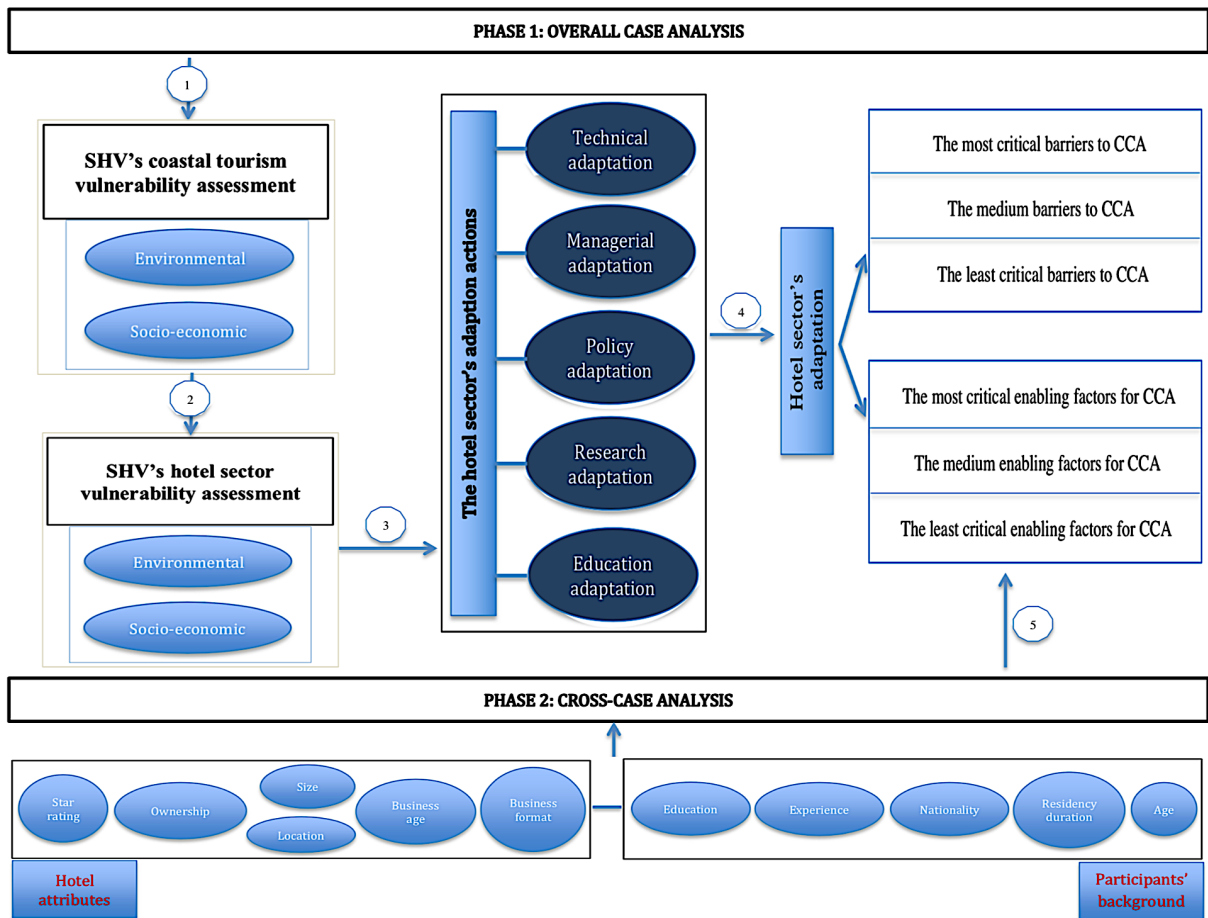 PHASE 1: OVERALL CASE ANALYSIS
1
SHV's coastal tourism
vulnerability assessment
Environmental
Socio-economic
2
SHV's hotel sector
vulnerability assessment
Environmental
Socio-economic
3
The hotel sector's adaption actions
Technical
adaptation
Managerial
adaptation
Policy
adaptation
Research
adaptation
Education
adaptation
4
Hotel sector's
adaptation
The most critical barriers to CCA
The medium barriers to CCA
The least critical barriers to CCA
The most critical enabling factors for CCA
The medium enabling factors for CCA
The least critical enabling factors for CCA
5
PHASE 2: CROSS-CASE ANALYSIS
Star
rating
Ownership
Size
Location
Business
age
Business
format
Education
Experience
Nationality
Residency
duration
Age
Hotel
attributes
Participants'
background